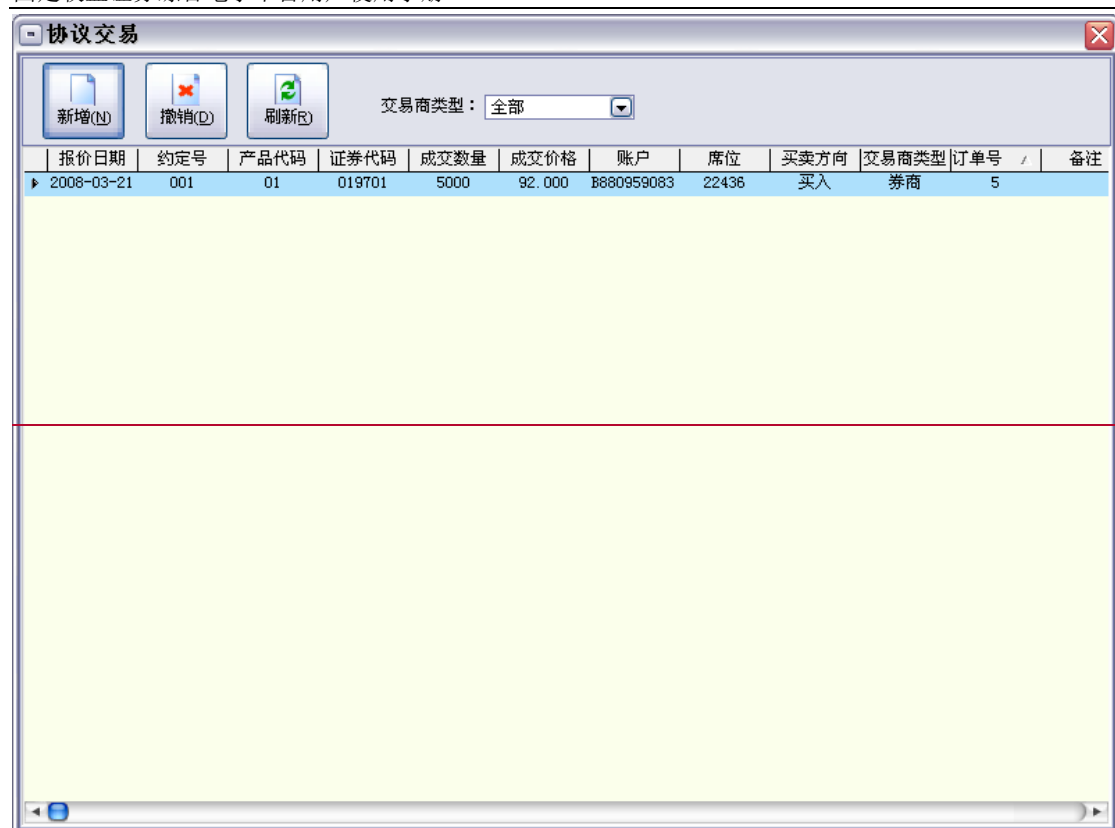 协议交易
新增(N) 撤销(D) 刷新(R) 交易商类型： 全部
报价日期 约定号 产品代码 证券代码 成交数量 成交价格 账户 席位 买卖方向 交易商类型 订单号 备注
2008-03-21 001 01 019701 5000 92.000 B880959083 22436 买入 券商 5